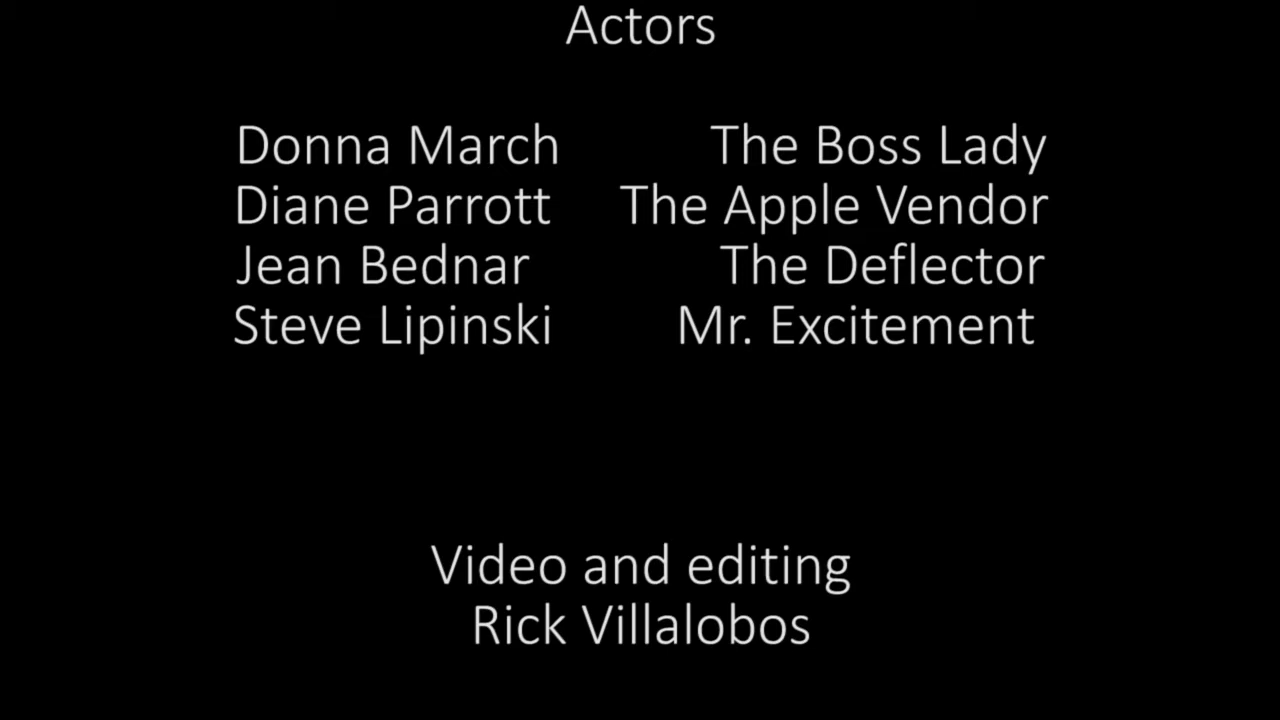 Actors
Donna March The Boss Lady
Diane Parrott The Apple Vendor
Jean Bednar The Deflector
Steve Lipinski Mr. Excitement
Video and editing
Rick Villalobos